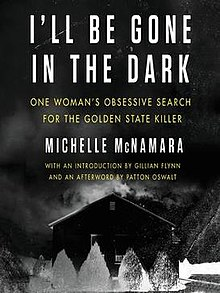 I'LL BE GONE
IN THE DARK
ONE WOMAN'S OBSESSIVE SEARCH
FOR THE GOLDEN STATE KILLER
MICHELLE McNAMARA
WITH AN INTRODUCTION BY GILLIAN FLYNN
AND AN AFTERWORD BY PATTON OSWALT